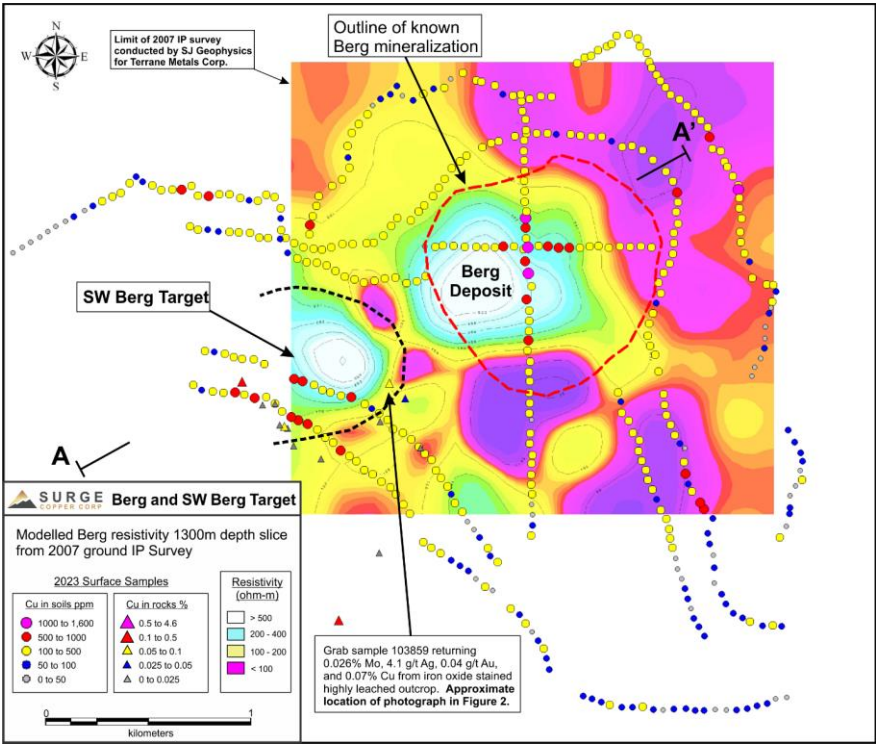 N
W
E
S
Limit of 2007 IP survey
conducted by SJ Geophysics
for Terrane Metals Corp.
Outline of known
Berg mineralization
A'
Berg
Deposit
SW Berg Target
A
SURGE
COPPER CORP
Berg and SW Berg Target
Modelled Berg resistivity 1300m depth slice
from 2007 ground IP Survey
2023 Surface Samples
Cu in soils ppm
1000 to 1,600
500 to 1000
100 to 500
50 to 100
0 to 50
Cu in rocks %
0.5 to 4.6
0.1 to 0.5
0.05 to 0.1
0.025 to 0.05
0 to 0.025
Resistivity
(ohm-m)
> 500
200 - 400
100 - 200
< 100
0
1
kilometers
Grab sample 103859 returning
0.026% Mo, 4.1 g/t Ag, 0.04 g/t Au,
and 0.07% Cu from iron oxide stained
highly leached outcrop. Approximate
location of photograph in Figure 2.